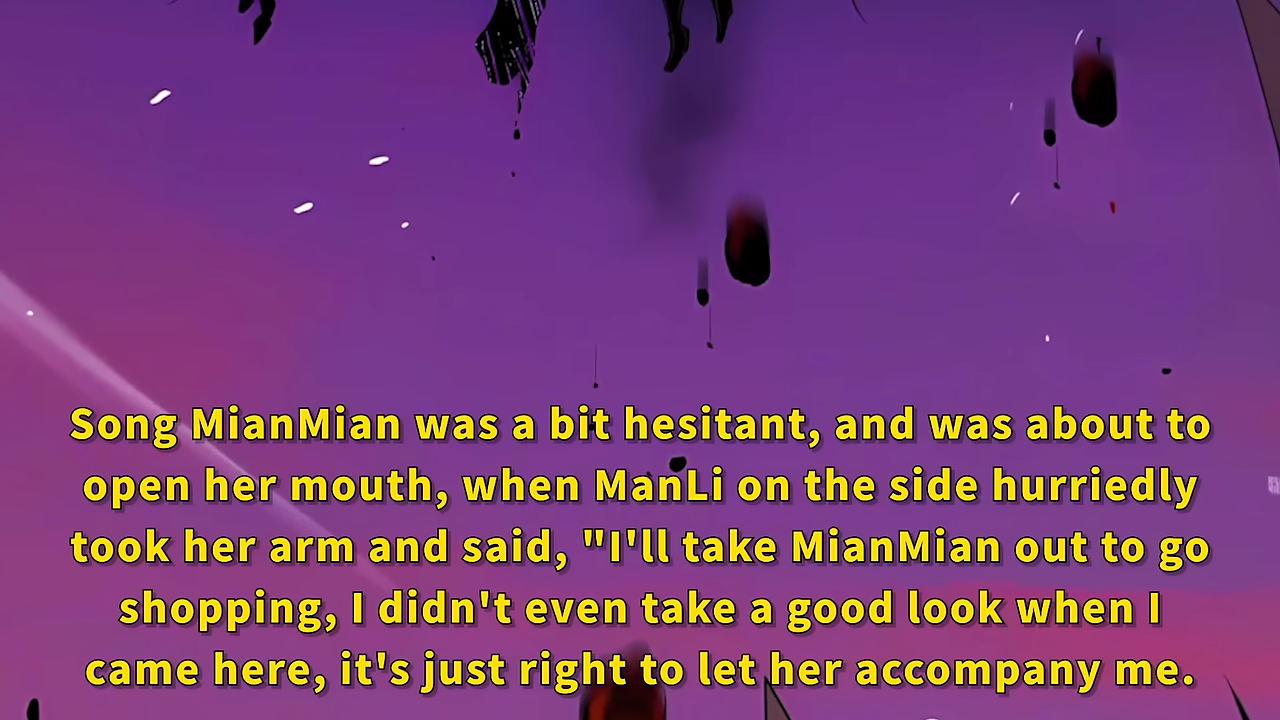 Song MianMian was a bit hesitant, and was about to
open her mouth, when ManLi on the side hurriedly
took her arm and said, "I'll take MianMian out to go
shopping, I didn't even take a good look when I
came here, it's just right to let her accompany me.